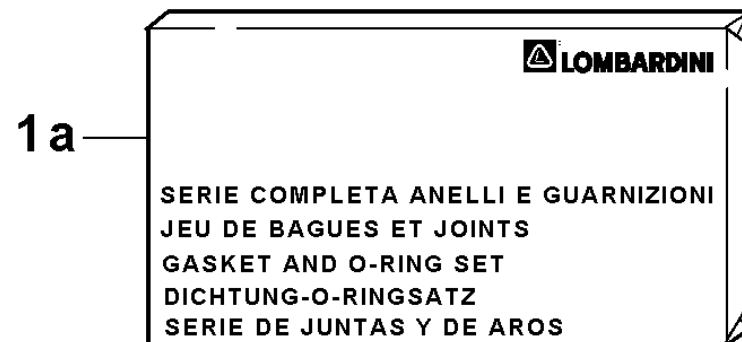 LOMBARDINI
1a
SERIE COMPLETA ANELLI E GUARNIZIONI
JEU DE BAGUES ET JOINTS
GASKET AND O-RING SET
DICHTUNG-O-RINGSATZ
SERIE DE JUNTAS Y DE AROS